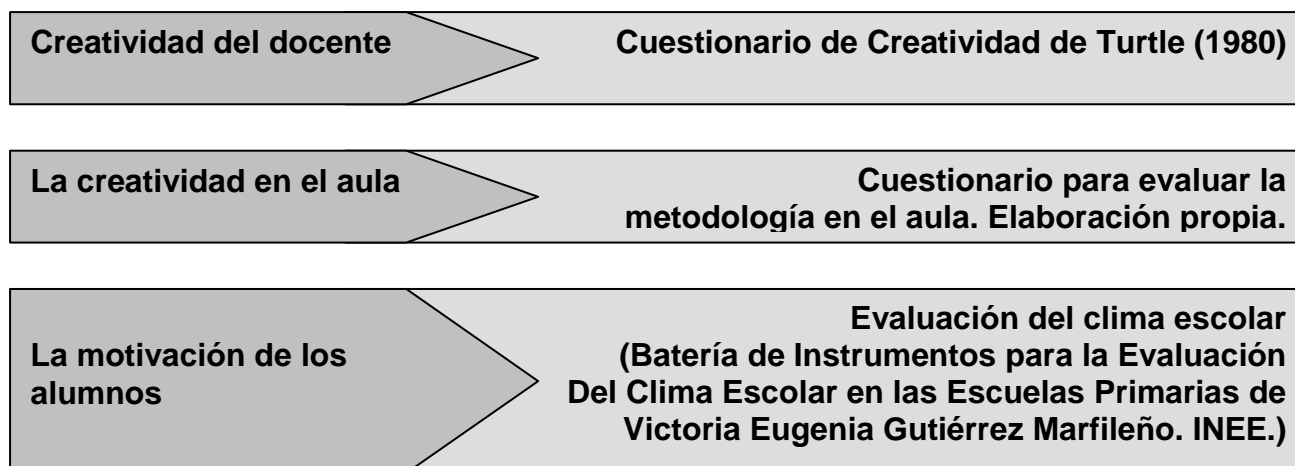 Creatividad del docente
Cuestionario de Creatividad de Turtle (1980)
La creatividad en el aula
Cuestionario para evaluar la
metodología en el aula. Elaboración propia.
La motivación de los
alumnos
Evaluación del clima escolar
(Batería de Instrumentos para la Evaluación
Del Clima Escolar en las Escuelas Primarias de
Victoria Eugenia Gutiérrez Marfileño. INEE.)